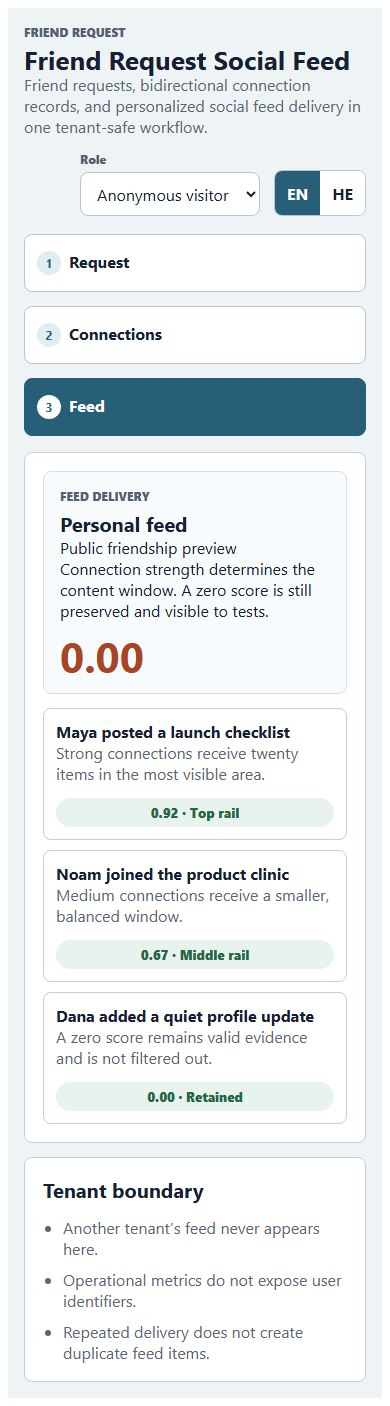 FRIEND REQUEST
Friend Request Social Feed
Friend requests, bidirectional connection
records, and personalized social feed delivery in
one tenant-safe workflow.
Role
Anonymous visitor
EN HE
1 Request
2 Connections
3 Feed
FEED DELIVERY
Personal feed
Public friendship preview
Connection strength determines the
content window. A zero score is still
preserved and visible to tests.
0.00
Maya posted a launch checklist
Strong connections receive twenty
items in the most visible area.
0.92 · Top rail
Noam joined the product clinic
Medium connections receive a smaller,
balanced window.
0.67 · Middle rail
Dana added a quiet profile update
A zero score remains valid evidence
and is not filtered out.
0.00 · Retained
Tenant boundary
• Another tenant's feed never appears
here.
• Operational metrics do not expose user
identifiers.
• Repeated delivery does not create
duplicate feed items.